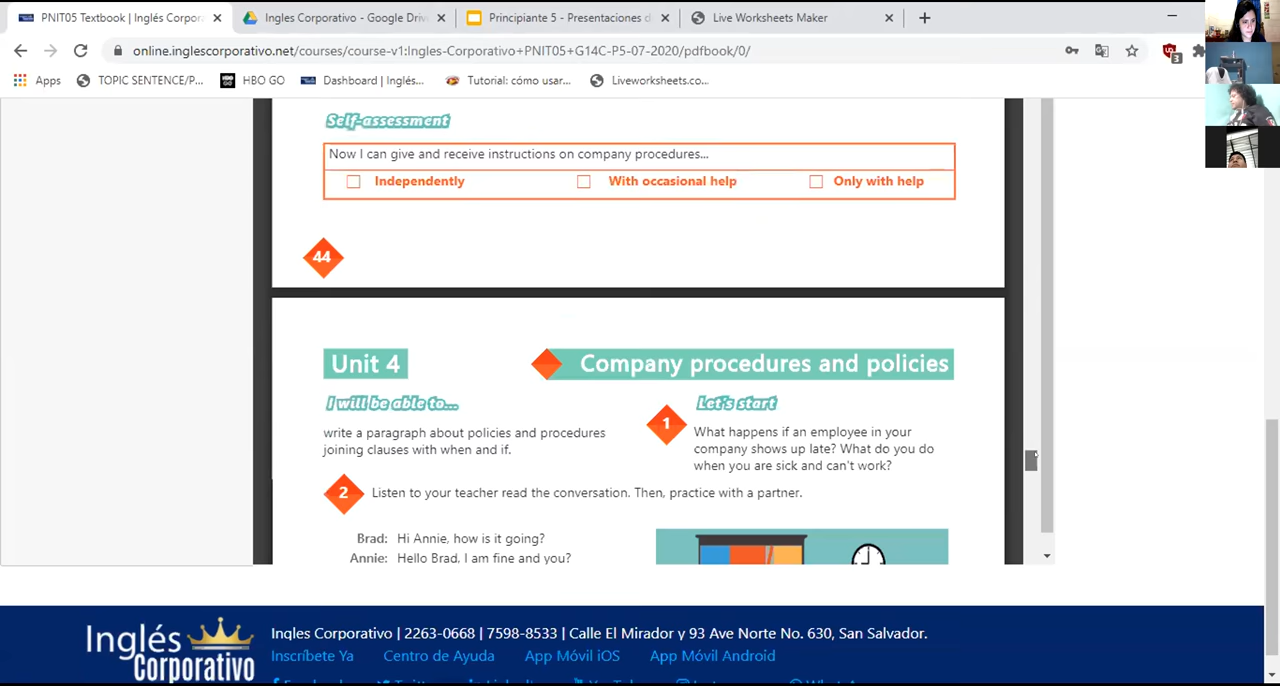 PNIT05 Textbook | Inglés Corpora
Ingles Corporativo - Google Drive
Principiante 5 - Presentaciones d
Live Worksheets Maker
online.inglescorporativo.net/courses/course-v1:Ingles-Corporativo+PNIT05+G14C-P5-07-2020/pdfbook/0/
3
Apps
TOPIC SENTENCE/P...
HBO GO
Dashboard | Inglés...
Tutorial: cómo usar...
Liveworksheets.co...
Self-assessment
Now I can give and receive instructions on company procedures...
Independently
With occasional help
Only with help
44
Unit 4
Company procedures and policies
I will be able to...
write a paragraph about policies and procedures
joining clauses with when and if.
1
Let's start
What happens if an employee in your
company shows up late? What do you do
when you are sick and can't work?
2
Listen to your teacher read the conversation. Then, practice with a partner.
Brad: Hi Annie, how is it going?
Annie: Hello Brad, I am fine and you?
Inglés
Corporativo
Ingles Corporativo | 2263-0668 | 7598-8533 | Calle El Mirador y 93 Ave Norte No. 630, San Salvador.
Inscríbete Ya
Centro de Ayuda
App Móvil iOS
App Móvil Android